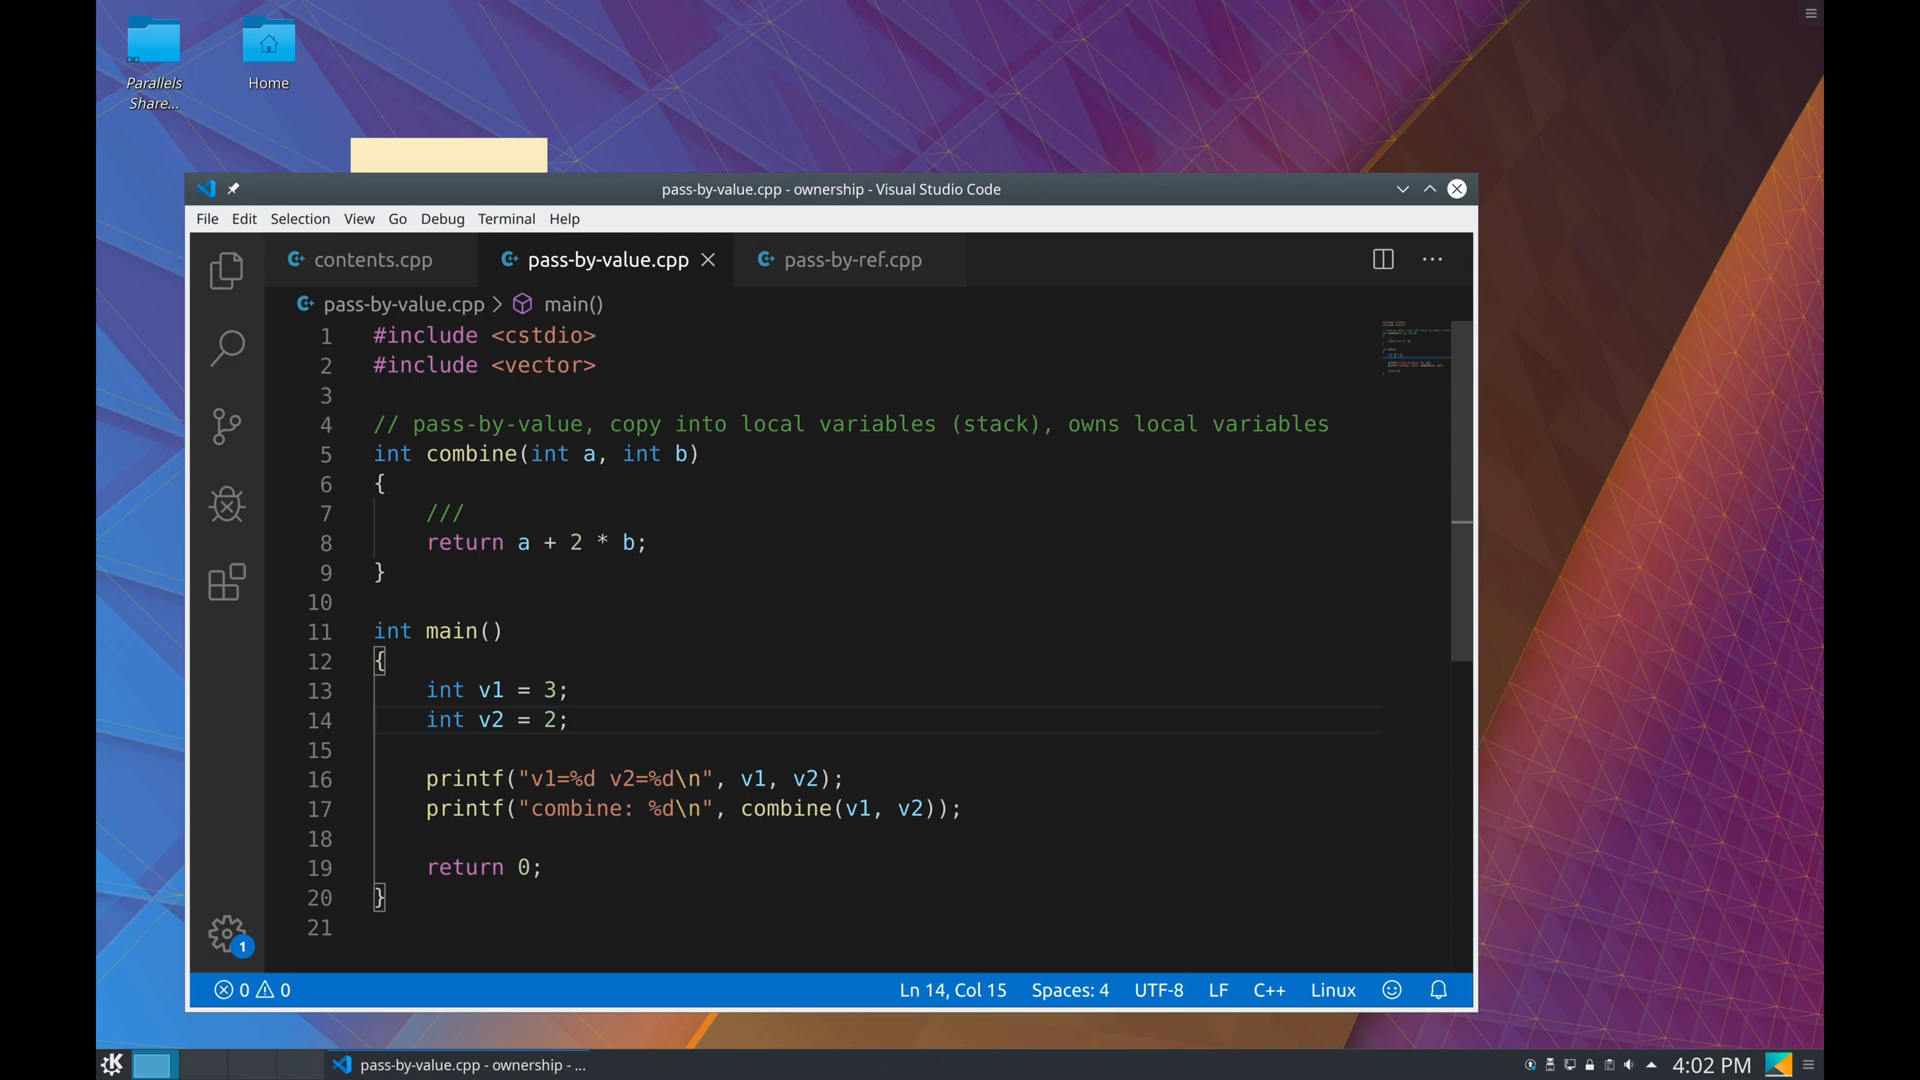 Parallels
Share...
Home
pass-by-value.cpp - ownership - Visual Studio Code
File Edit Selection View Go Debug Terminal Help
contents.cpp pass-by-value.cpp pass-by-ref.cpp
pass-by-value.cpp > main()
1 #include <cstdio>
2 #include <vector>
3
4 // pass-by-value, copy into local variables (stack), owns local variables
5 int combine(int a, int b)
6 {
7 ///
8 return a + 2 * b;
9 }
10
11 int main()
12 {
13 int v1 = 3;
14 int v2 = 2;
15
16 printf("v1=%d v2=%d\n", v1, v2);
17 printf("combine: %d\n", combine(v1, v2));
18
19 return 0;
20 }
21
1
0 0 Ln 14, Col 15 Spaces: 4 UTF-8 LF C++ Linux
pass-by-value.cpp - ownership - ... 4:02 PM